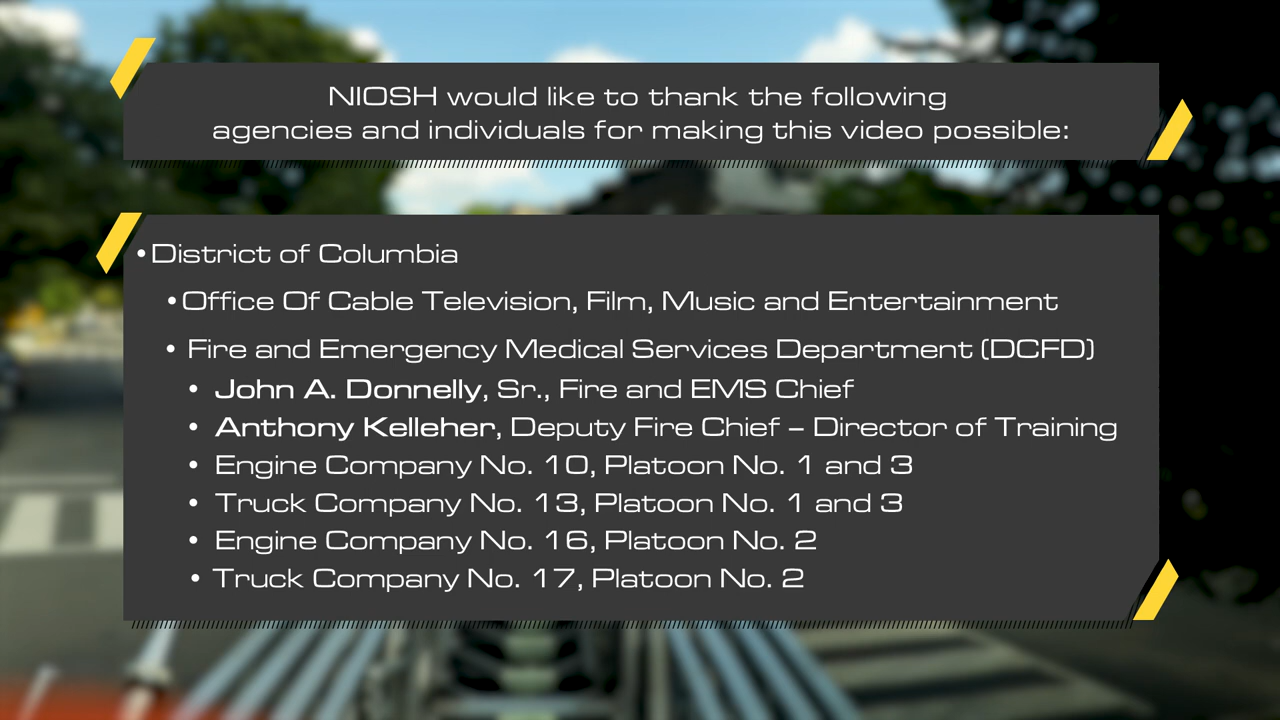 NIOSH would like to thank the following
agencies and individuals for making this video possible:
•District of Columbia
•Office Of Cable Television, Film, Music and Entertainment
• Fire and Emergency Medical Services Department (DCFD)
• John A. Donnelly, Sr., Fire and EMS Chief
• Anthony Kelleher, Deputy Fire Chief – Director of Training
• Engine Company No. 10, Platoon No. 1 and 3
• Truck Company No. 13, Platoon No. 1 and 3
• Engine Company No. 16, Platoon No. 2
• Truck Company No. 17, Platoon No. 2